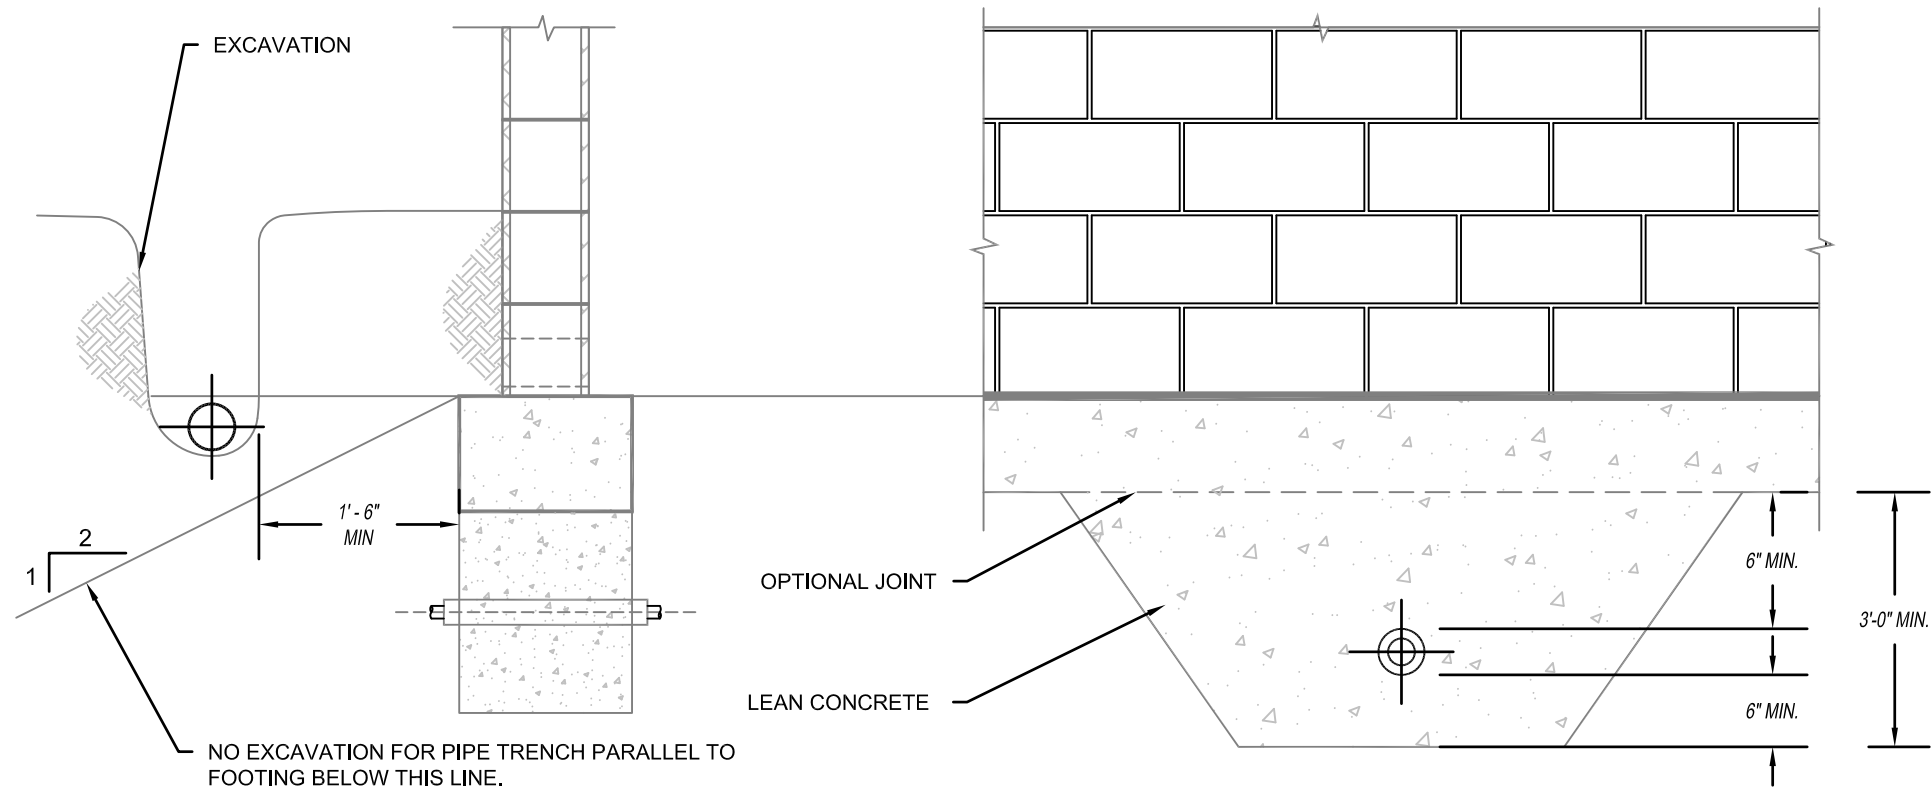 EXCAVATION
1' - 6"
MIN
2
1
NO EXCAVATION FOR PIPE TRENCH PARALLEL TO
FOOTING BELOW THIS LINE.
OPTIONAL JOINT
LEAN CONCRETE
6" MIN.
3'-0" MIN.
6" MIN.